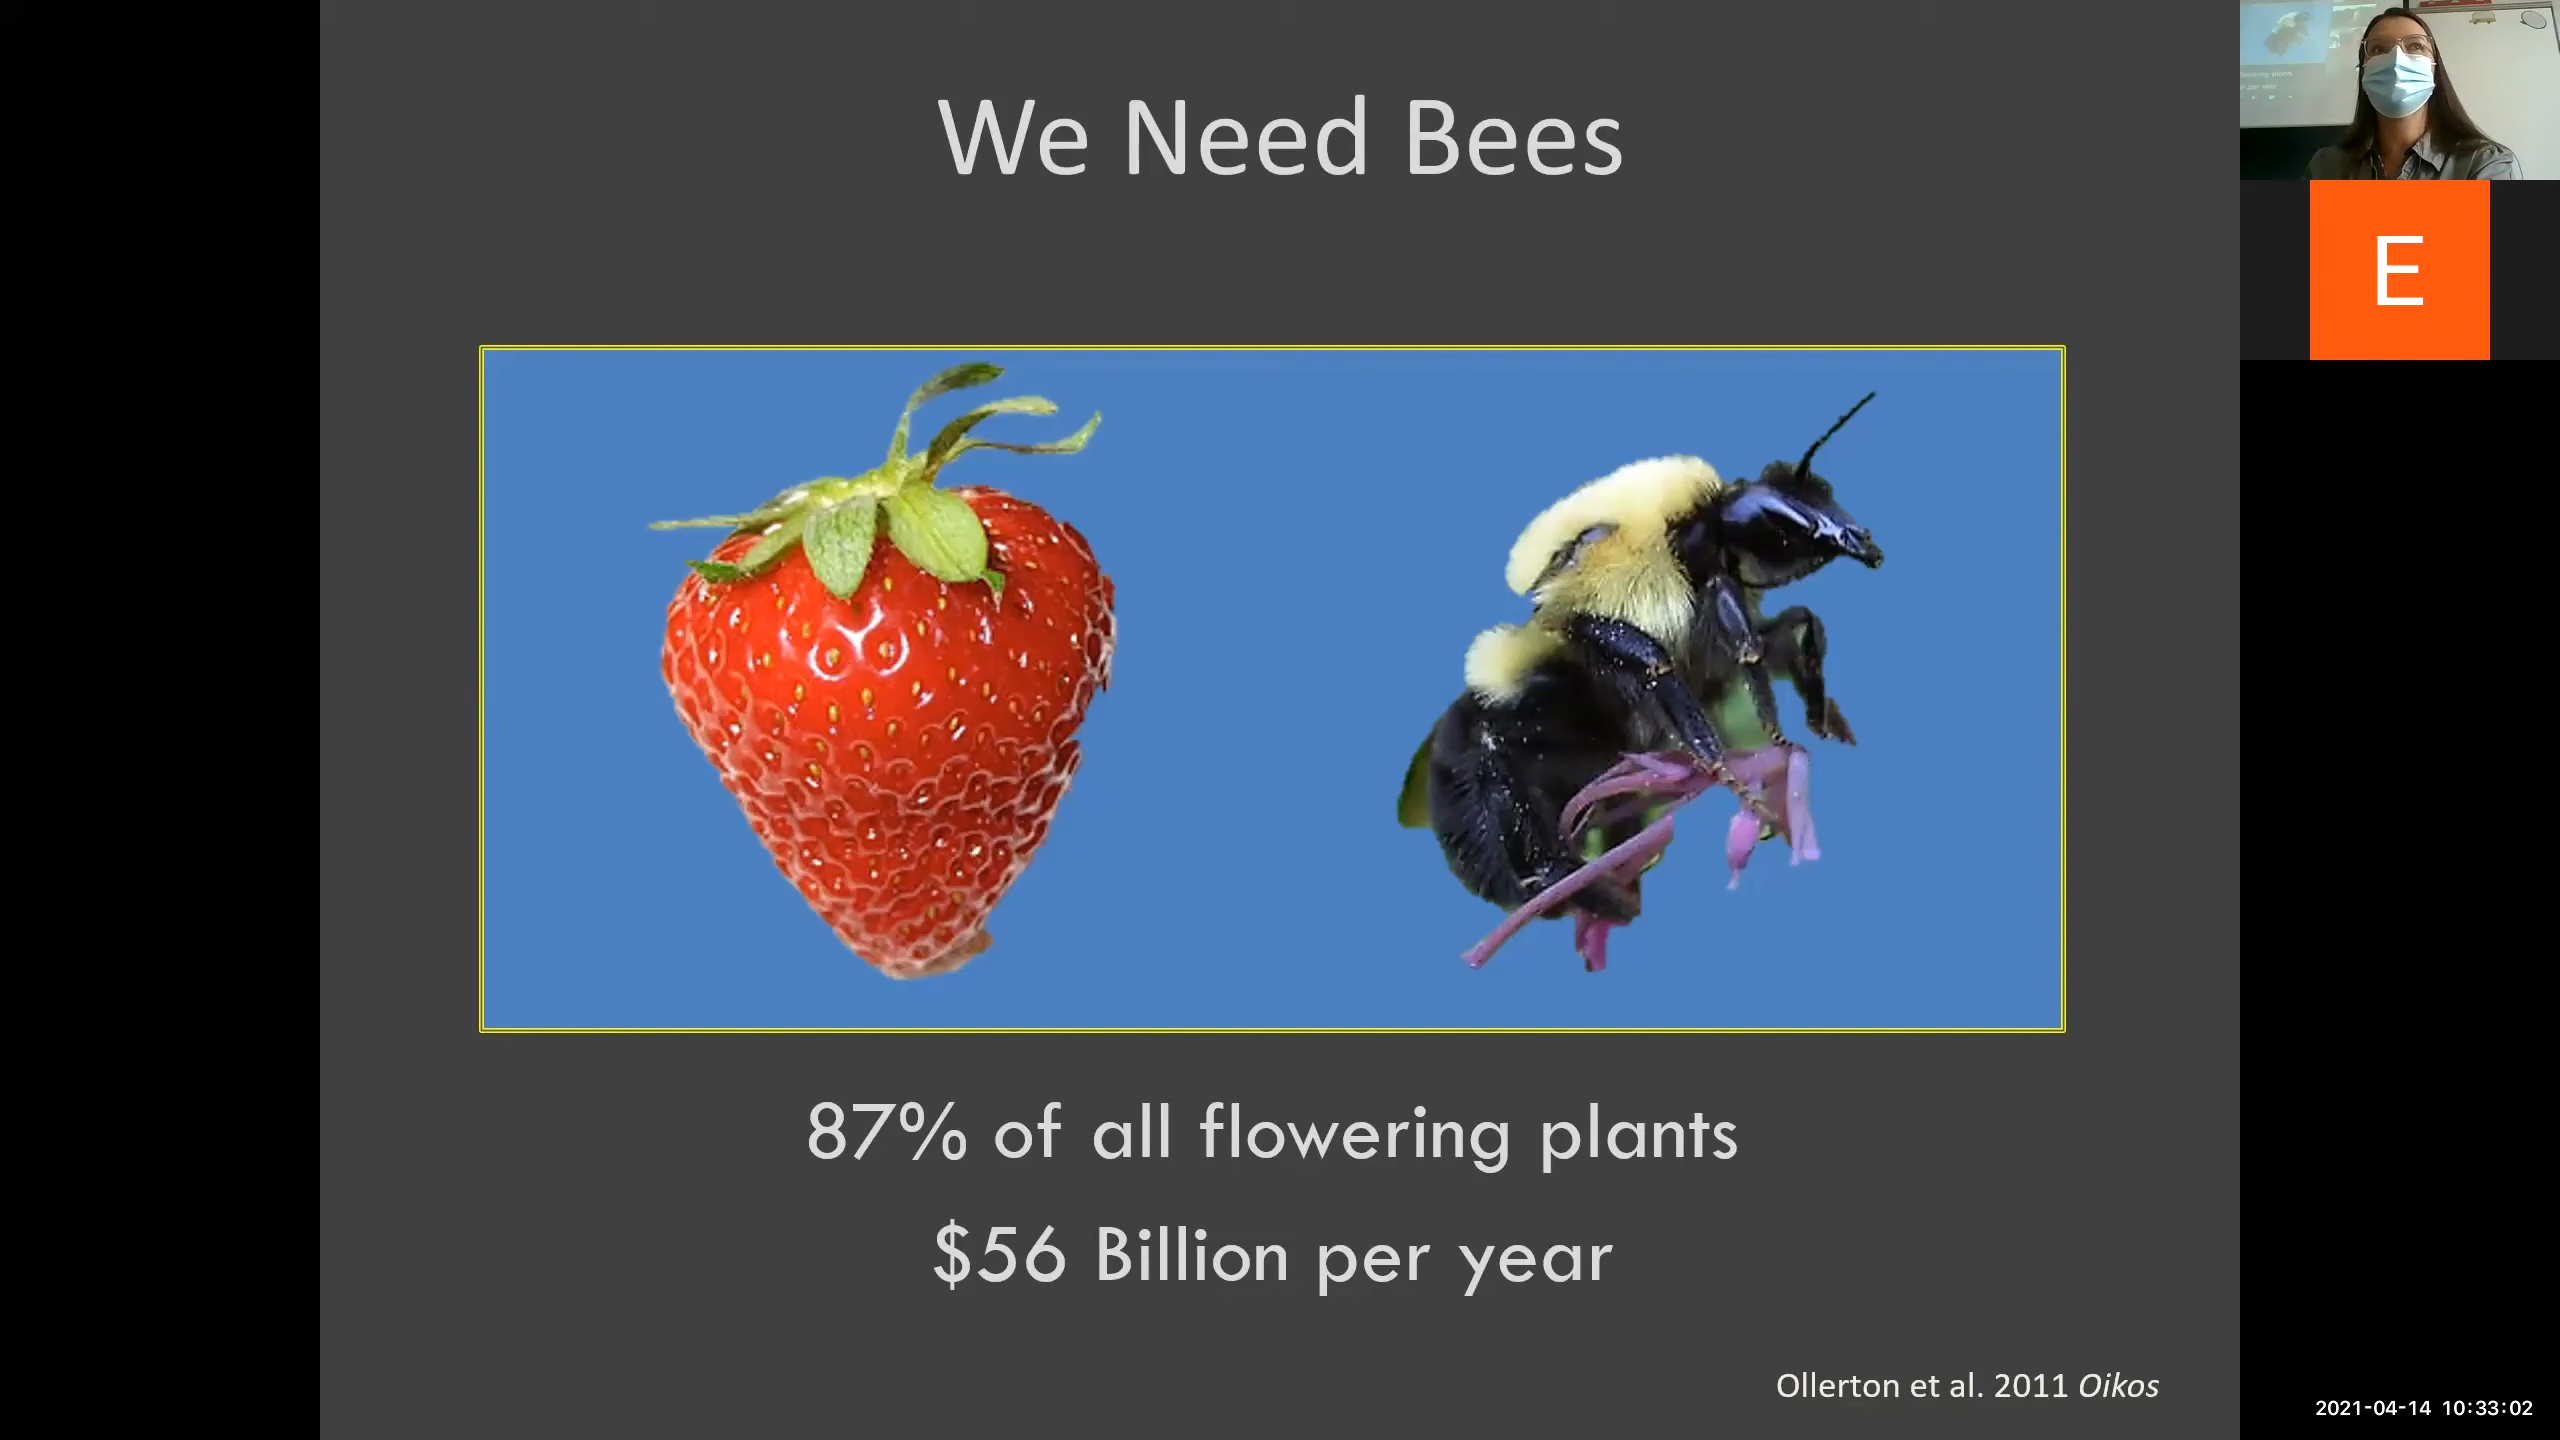 We Need Bees
87% of all flowering plants
$56 Billion per year
Ollerton et al. 2011 Oikos
E
2021-04-14 10:33:02